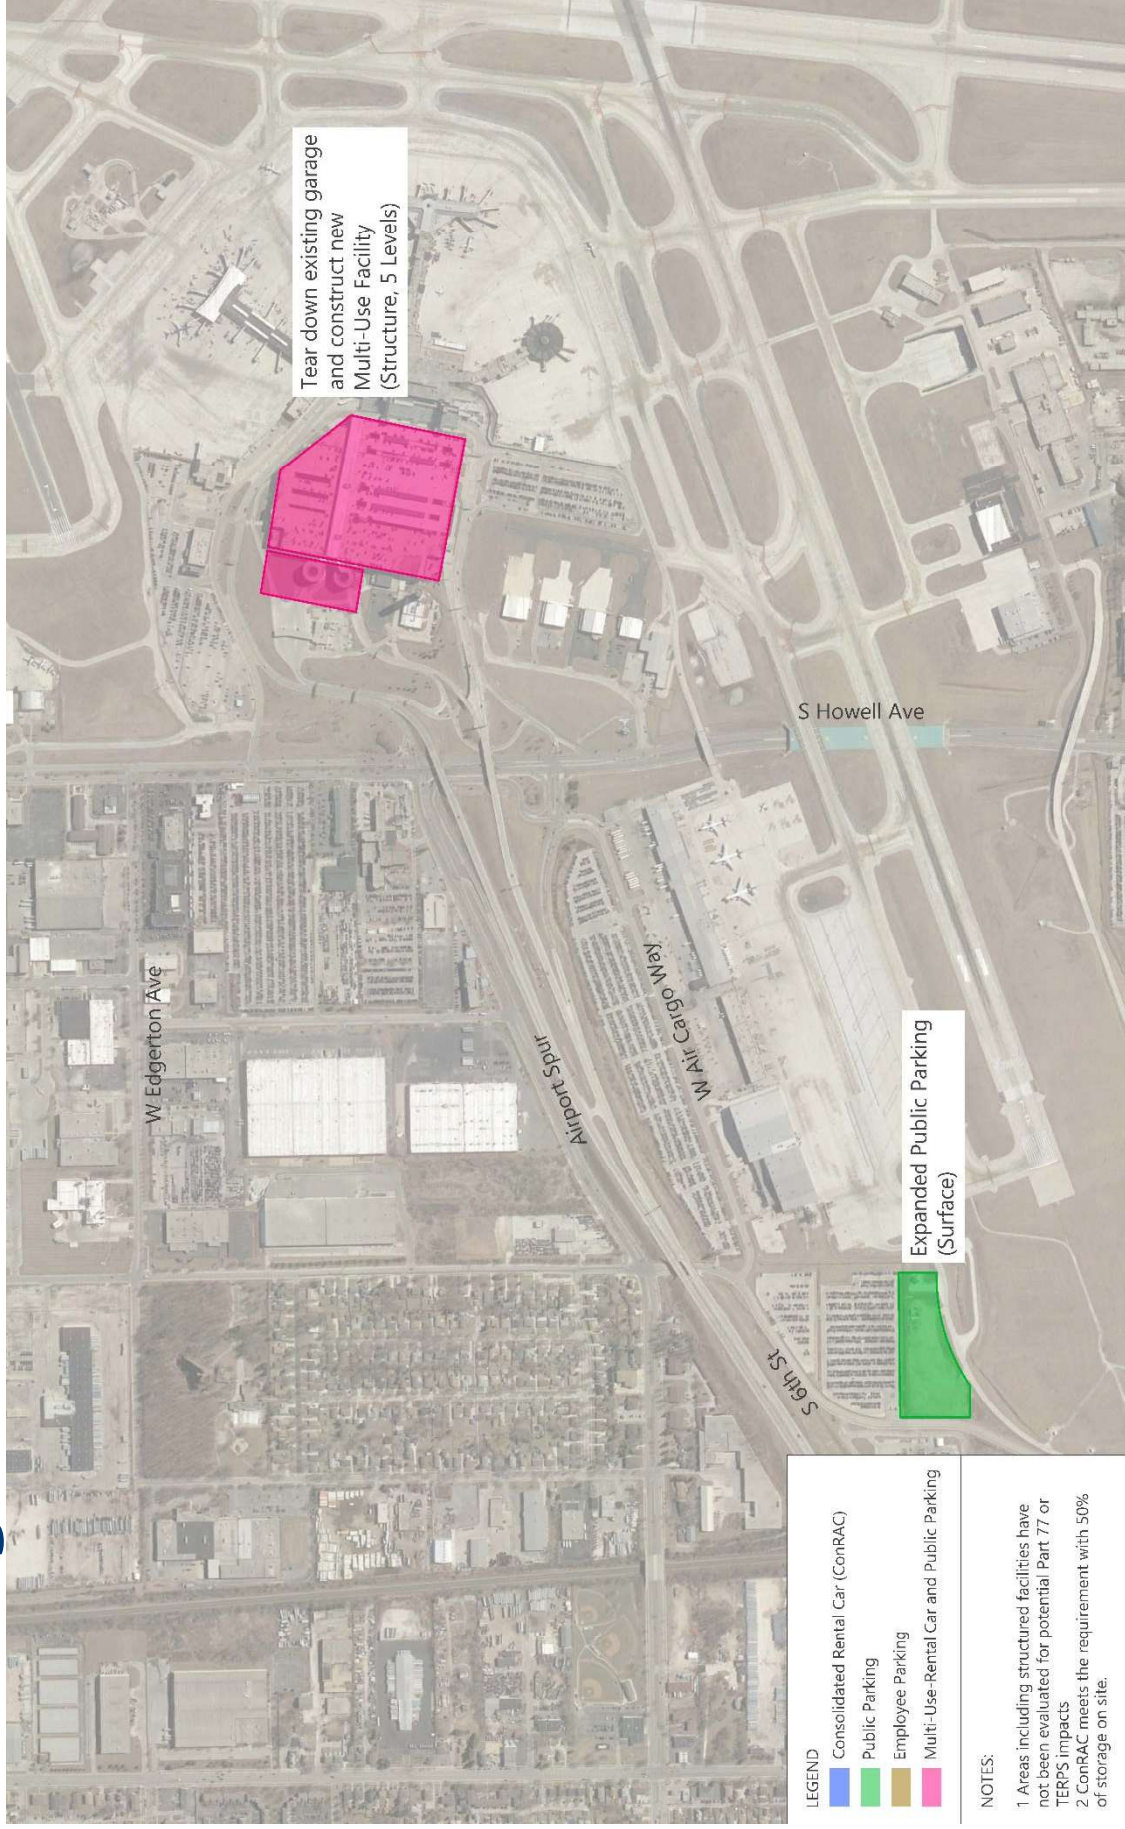 Tear down existing garage
and construct new
Multi-Use Facility
(Structure, 5 Levels)
S Howell Ave
W Edgerton Ave
Airport Spur
W Air Cargo Way
Expanded Public Parking
(Surface)
S 6th St
LEGEND
Consolidated Rental Car (ConRAC)
Public Parking
Employee Parking
Multi-Use-Rental Car and Public Parking
NOTES:
1 Areas including structured facilities have
not been evaluated for potential Part 77 or
TERPS impacts
2 ConRAC meets the requirement with 50%
of storage on site.